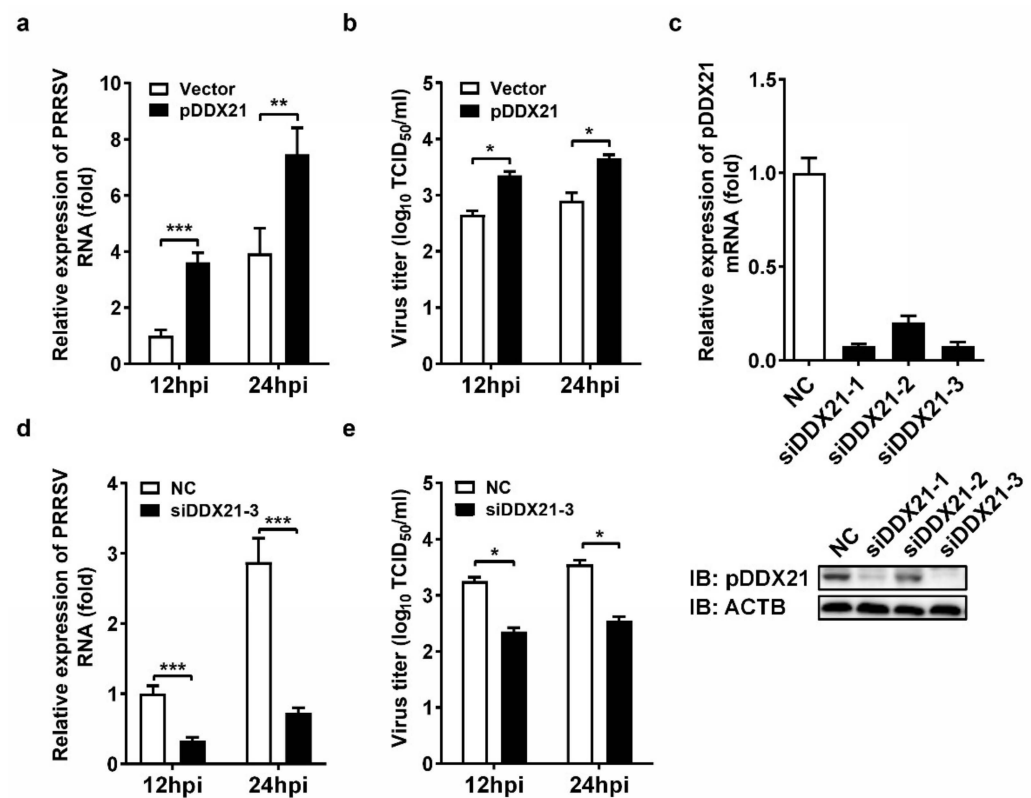 a
Relative expression of PRRSV
RNA (fold)
10
8
6
4
2
0
Vector
pDDX21
***
**
12hpi
24hpi
b
Virus titer (log10 TCID50/ml)
5
4
3
2
1
0
Vector
pDDX21
*
*
12hpi
24hpi
c
Relative expression of pDDX21
mRNA (fold)
1.5
1.0
0.5
0.0
NC
siDDX21-1
siDDX21-2
siDDX21-3
NC
siDDX21-1
siDDX21-2
siDDX21-3
IB: pDDX21
IB: ACTB
d
Relative expression of PRRSV
RNA (fold)
4
3
2
1
0
NC
siDDX21-3
***
***
12hpi
24hpi
e
Virus titer (log10 TCID50/ml)
5
4
3
2
1
0
NC
siDDX21-3
*
*
12hpi
24hpi